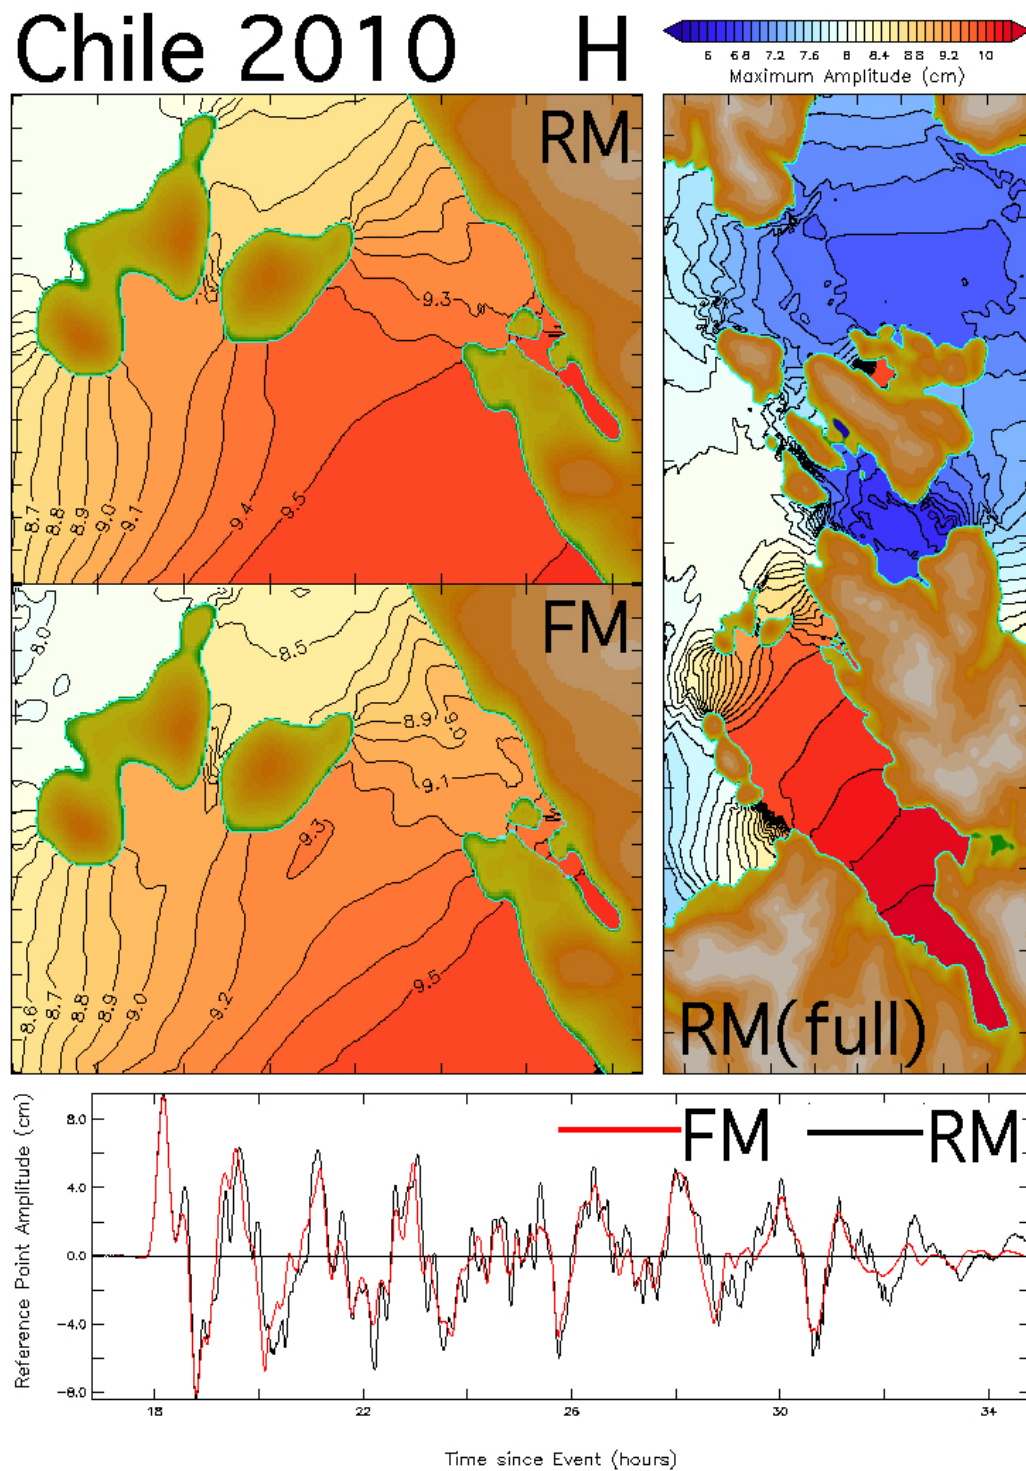 Chile 2010 H
6 6.8 7.2 7.6 8 8.4 8.8 9.2 10
Maximum Amplitude (cm)
RM
9.3
8.7
8.8
8.9
9.0
9.1
9.4
9.5
FM
8.0
8.5
8.9
9.0
9.1
9.3
8.6
8.7
8.8
8.9
9.0
9.2
9.5
RM(full)
Reference Point Amplitude (cm)
8.0
4.0
0.0
-4.0
-8.0
FM RM
18 22 26 30 34
Time since Event (hours)